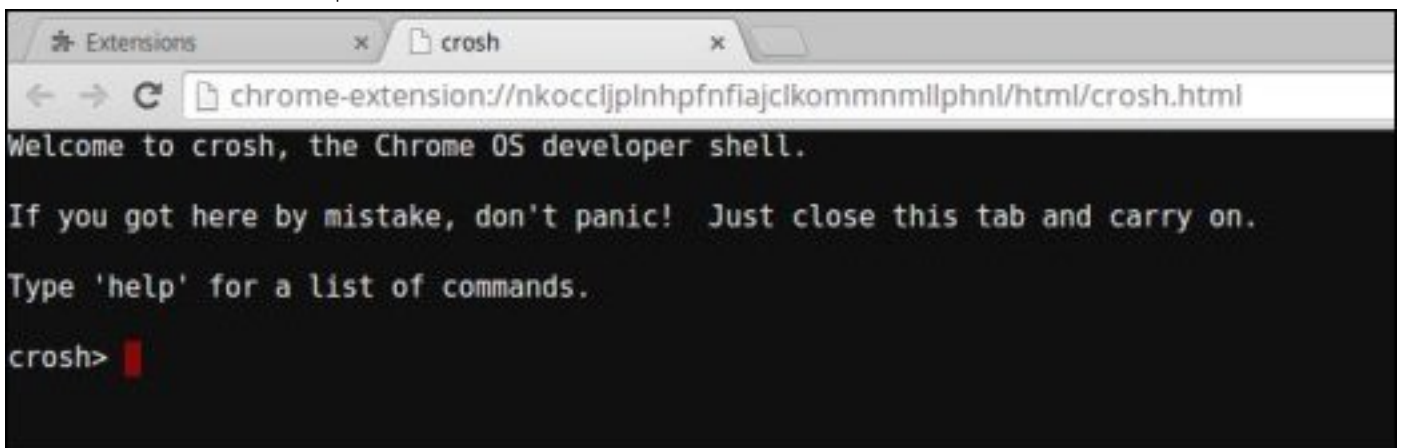 Extensions
crosh
chrome-extension://nkoccljplnhpfnfiajclkommnmllphnl/html/crosh.html
Welcome to crosh, the Chrome OS developer shell.
If you got here by mistake, don't panic!  Just close this tab and carry on.
Type 'help' for a list of commands.
crosh>